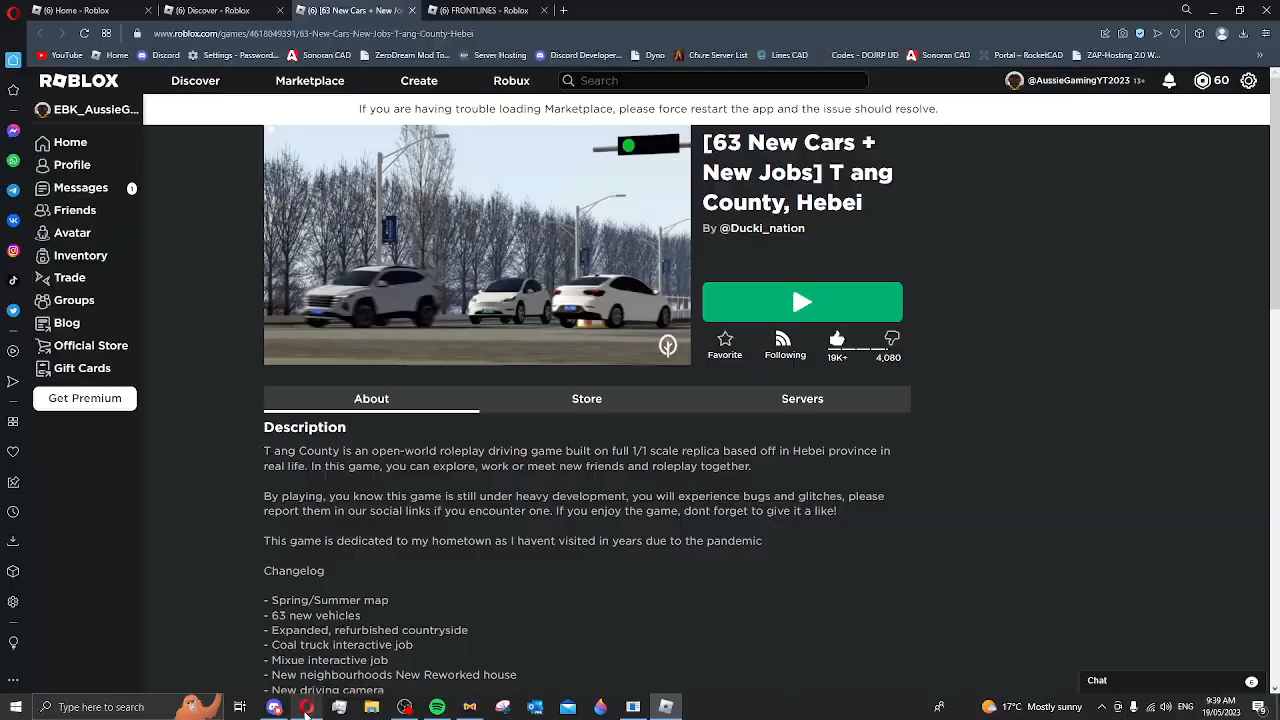 (6) Home - Roblox
(6) Discover - Roblox
(6) [63 New Cars + New Jo
(6) FRONTLINES - Roblox
www.roblox.com/games/4618049391/63-New-Cars-New-Jobs-T-ang-County-Hebei
YouTube
Home
Discord
Settings - Password...
Sonoran CAD
ZeroDream Mod To...
Server Hosting
Discord Developer...
Dyno
Cfx.re Server List
Lines CAD
Codes - DOJRP UD
Sonoran CAD
Portal - RocketCAD
ZAP-Hosting 2.0 W...
ROBLOX
Discover
Marketplace
Create
Robux
Search
@AussieGamingYT2023 13+
60
EBK_AussieG...
If you are having trouble loading Marketplace, please force restart the app and the issue should resolve.
Home
Profile
Messages
1
Friends
Avatar
Inventory
Trade
Groups
Blog
Official Store
Gift Cards
Get Premium
[63 New Cars +
New Jobs] T ang
County, Hebei
By @Ducki_nation
Favorite
Following
19K+
4,080
About
Store
Servers
Description
T ang County is an open-world roleplay driving game built on full 1/1 scale replica based off in Hebei province in
real life. In this game, you can explore, work or meet new friends and roleplay together.
By playing, you know this game is still under heavy development, you will experience bugs and glitches, please
report them in our social links if you encounter one. If you enjoy the game, dont forget to give it a like!
This game is dedicated to my hometown as I havent visited in years due to the pandemic
Changelog
- Spring/Summer map
- 63 new vehicles
- Expanded, refurbished countryside
- Coal truck interactive job
- Mixue interactive job
- New neighbourhoods New Reworked house
- New driving camera
Chat
6
Type here to search
17°C Mostly sunny
ENG
9:39 AM
19/05/2023